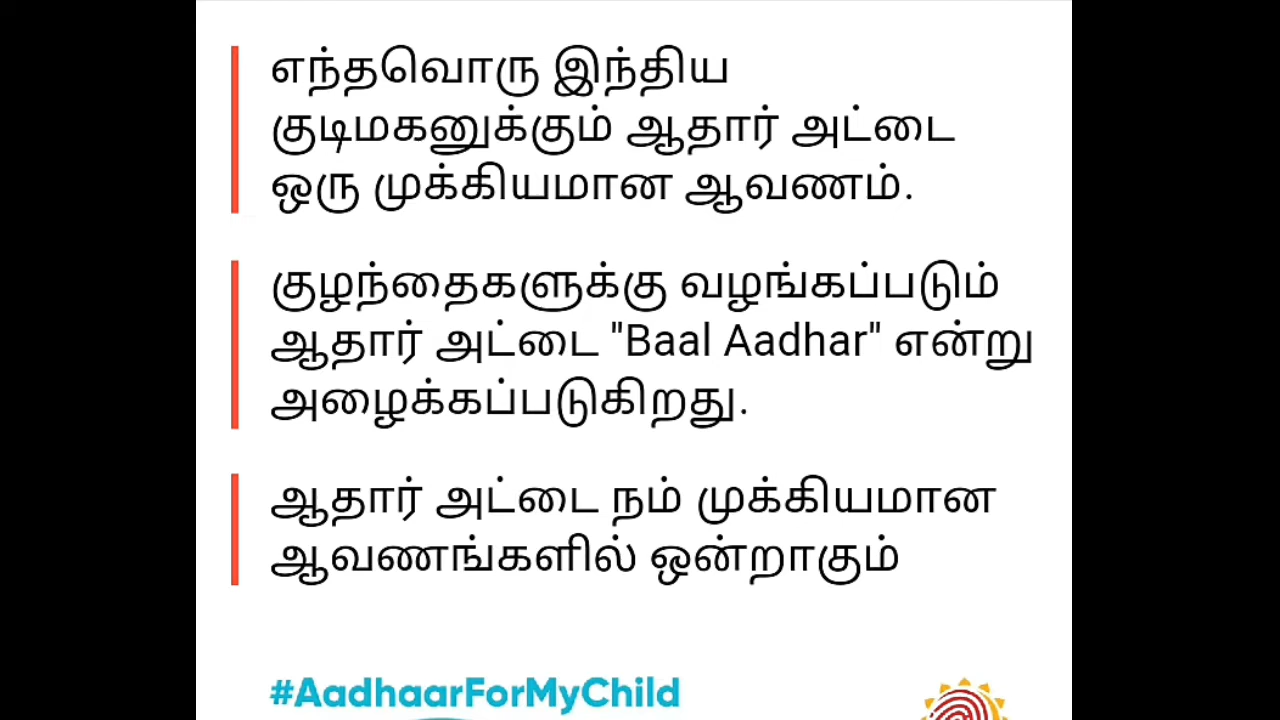 எந்தவொரு இந்திய
குடிமகனுக்கும் ஆதார் அட்டை
ஒரு முக்கியமான ஆவணம்.
குழந்தைகளுக்கு வழங்கப்படும்
ஆதார் அட்டை "Baal Aadhar" என்று
அழைக்கப்படுகிறது.
ஆதார் அட்டை நம் முக்கியமான
ஆவணங்களில் ஒன்றாகும்
#AadhaarForMyChild